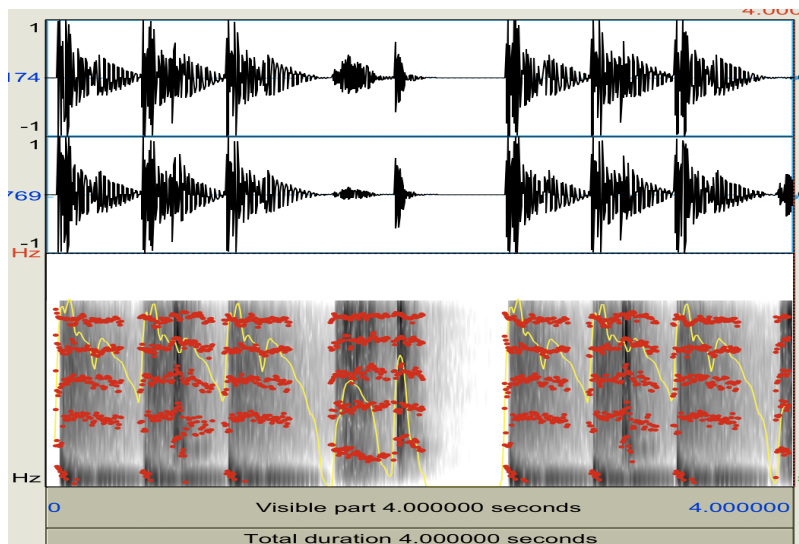 4.000
1
174
-1
1
769
-1
Hz
Hz
0 Visible part 4.000000 seconds 4.000000
Total duration 4.000000 seconds